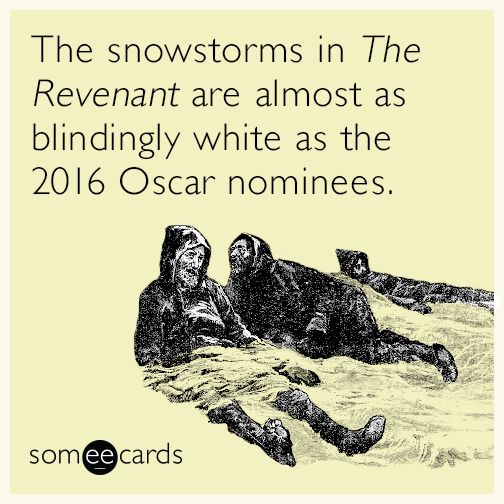 The snowstorms in The
Revenant are almost as
blindingly white as the
2016 Oscar nominees.
someecards